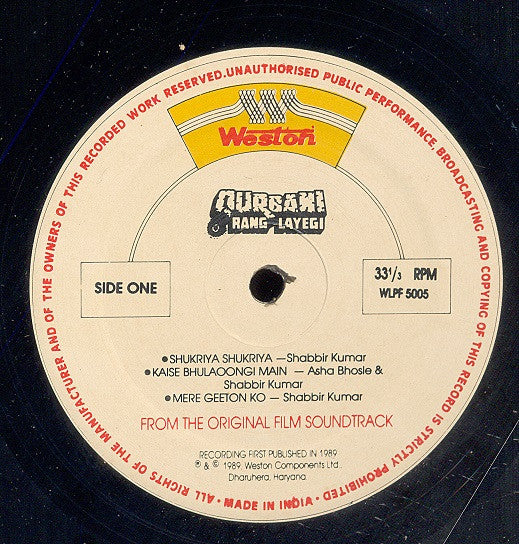 ALL RIGHTS OF THE MANUFACTURER AND OF THE OWNERS OF THIS RECORDED WORK RESERVED. UNAUTHORISED PUBLIC PERFORMANCE, BROADCASTING AND COPYING OF THIS RECORD IS STRICTLY PROHIBITED •
Weston
QURBANI
RANG LAYEGI
SIDE ONE
33 1/3 RPM
WLPF 5005
• SHUKRIYA SHUKRIYA — Shabbir Kumar
• KAISE BHULAOONGI MAIN — Asha Bhosle &
Shabbir Kumar
• MERE GEETON KO — Shabbir Kumar
FROM THE ORIGINAL FILM SOUNDTRACK
RECORDING FIRST PUBLISHED IN 1989
℗ & © 1989 Weston Components Ltd.
Dharuhera, Haryana
• MADE IN INDIA •